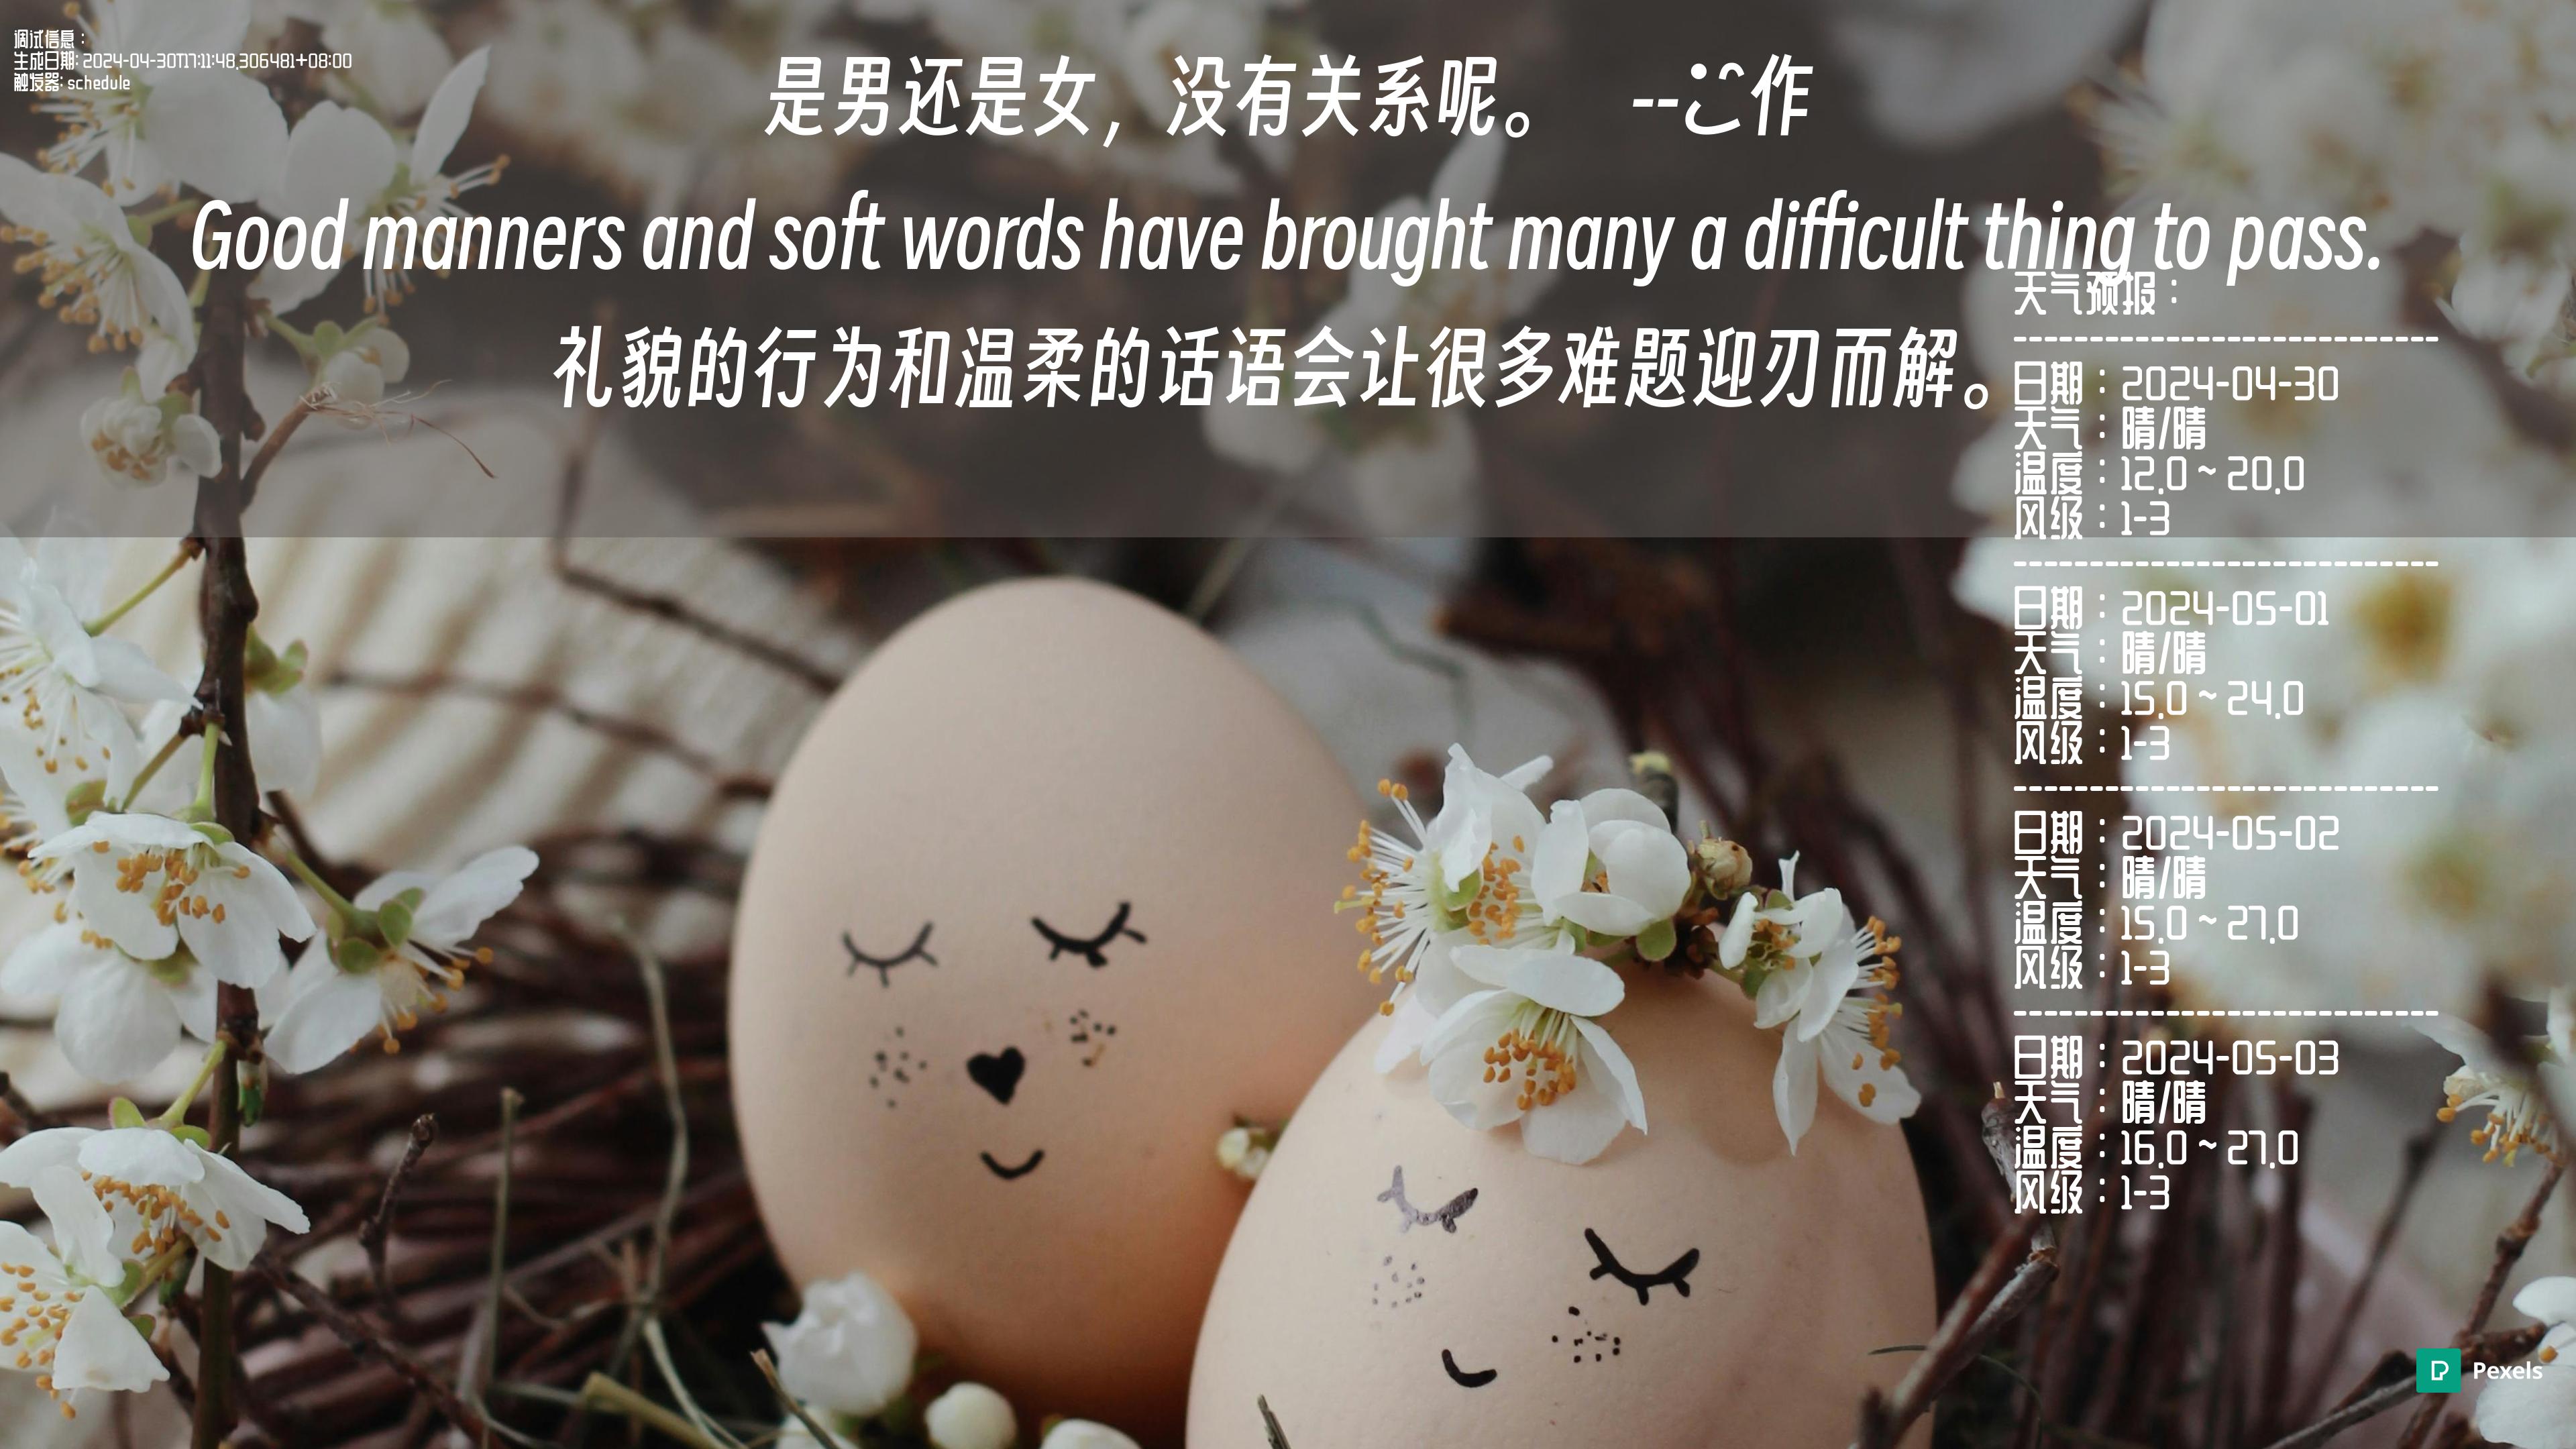 调试信息：
生成日期: 2024-04-30T17:11:48.306481+08:00
触发器: schedule
是男还是女，没有关系呢。 --で作
Good manners and soft words have brought many a difficult thing to pass.
礼貌的行为和温柔的话语会让很多难题迎刃而解。
天气预报：
----------------------------
日期：2024-04-30
天气：晴/晴
温度：12.0 ~ 20.0
风级：1-3
----------------------------
日期：2024-05-01
天气：晴/晴
温度：15.0 ~ 24.0
风级：1-3
----------------------------
日期：2024-05-02
天气：晴/晴
温度：15.0 ~ 27.0
风级：1-3
----------------------------
日期：2024-05-03
天气：晴/晴
温度：16.0 ~ 27.0
风级：1-3
Pexels